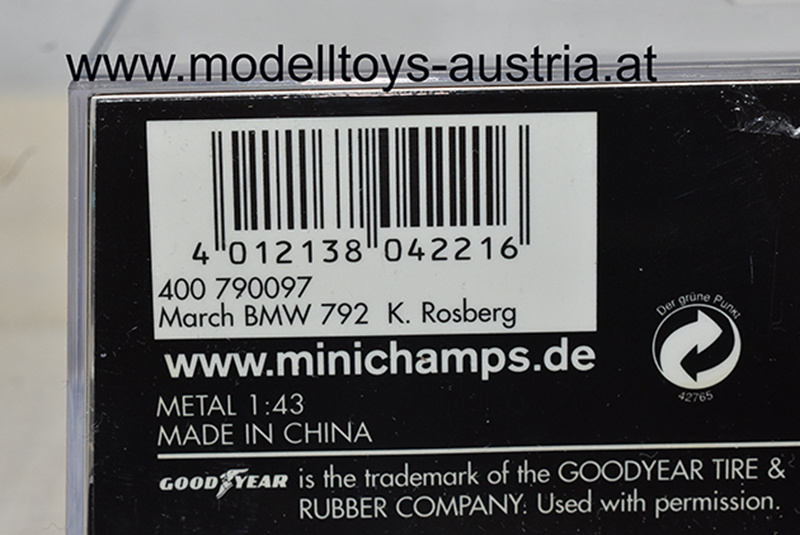 www.modelltoys-austria.at
4 012138 042216
400 790097
March BMW 792 K. Rosberg
www.minichamps.de
Der grüne Punkt
42765
METAL 1:43
MADE IN CHINA
GOODYEAR is the trademark of the GOODYEAR TIRE &
RUBBER COMPANY. Used with permission.